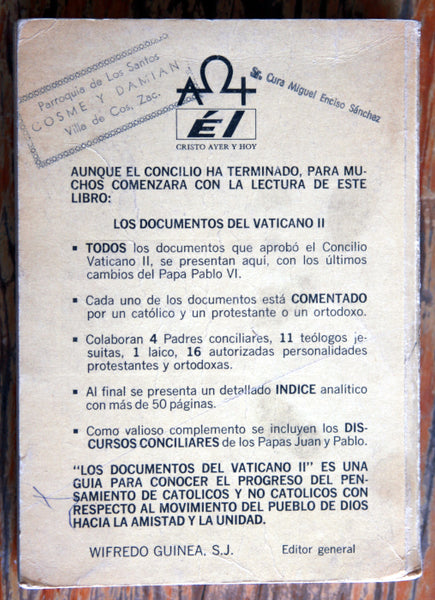 Parroquia de Los Santos
COSME Y DAMIAN
Villa de Cos, Zac.
Sr. Cura Miguel Enciso Sánchez
Α Ω
ÉL
CRISTO AYER Y HOY
AUNQUE EL CONCILIO HA TERMINADO, PARA MU-
CHOS COMENZARA CON LA LECTURA DE ESTE
LIBRO:
LOS DOCUMENTOS DEL VATICANO II
▪ TODOS los documentos que aprobó el Concilio
Vaticano II, se presentan aquí, con los últimos
cambios del Papa Pablo VI.
▪ Cada uno de los documentos está COMENTADO
por un católico y un protestante o un ortodoxo.
▪ Colaboran 4 Padres conciliares, 11 teólogos je-
suitas, 1 laico, 16 autorizadas personalidades
protestantes y ortodoxas.
▪ Al final se presenta un detallado INDICE analítico
con más de 50 páginas.
▪ Como valioso complemento se incluyen los DIS-
CURSOS CONCILIARES de los Papas Juan y Pablo.
"LOS DOCUMENTOS DEL VATICANO II" ES UNA
GUIA PARA CONOCER EL PROGRESO DEL PEN-
SAMIENTO DE CATOLICOS Y NO CATOLICOS CON
RESPECTO AL MOVIMIENTO DEL PUEBLO DE DIOS
HACIA LA AMISTAD Y LA UNIDAD.
WIFREDO GUINEA, S.J. Editor general